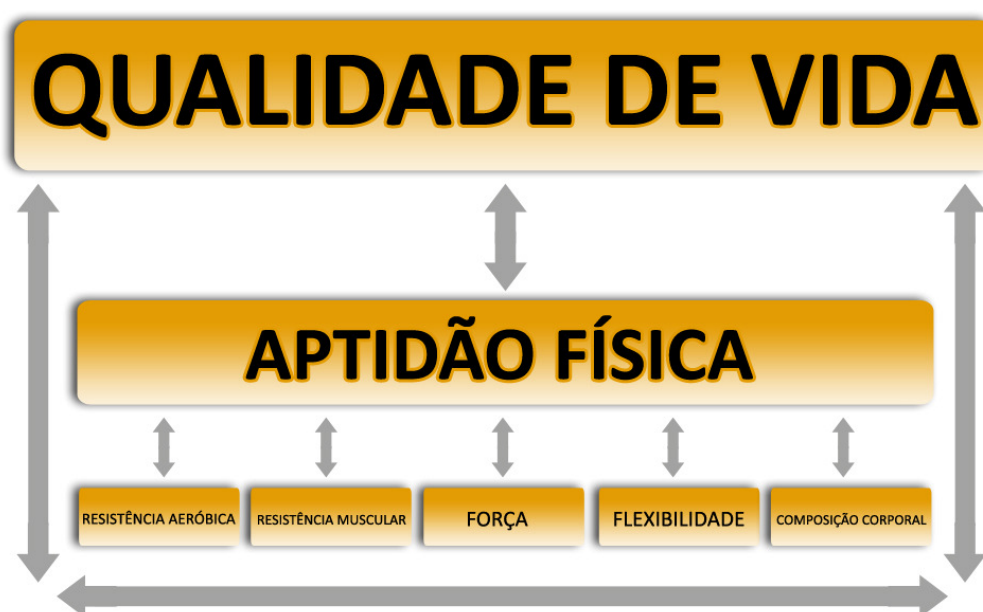 QUALIDADE DE VIDA
APTIDÃO FÍSICA
RESISTÊNCIA AERÓBICA
RESISTÊNCIA MUSCULAR
FORÇA
FLEXIBILIDADE
COMPOSIÇÃO CORPORAL